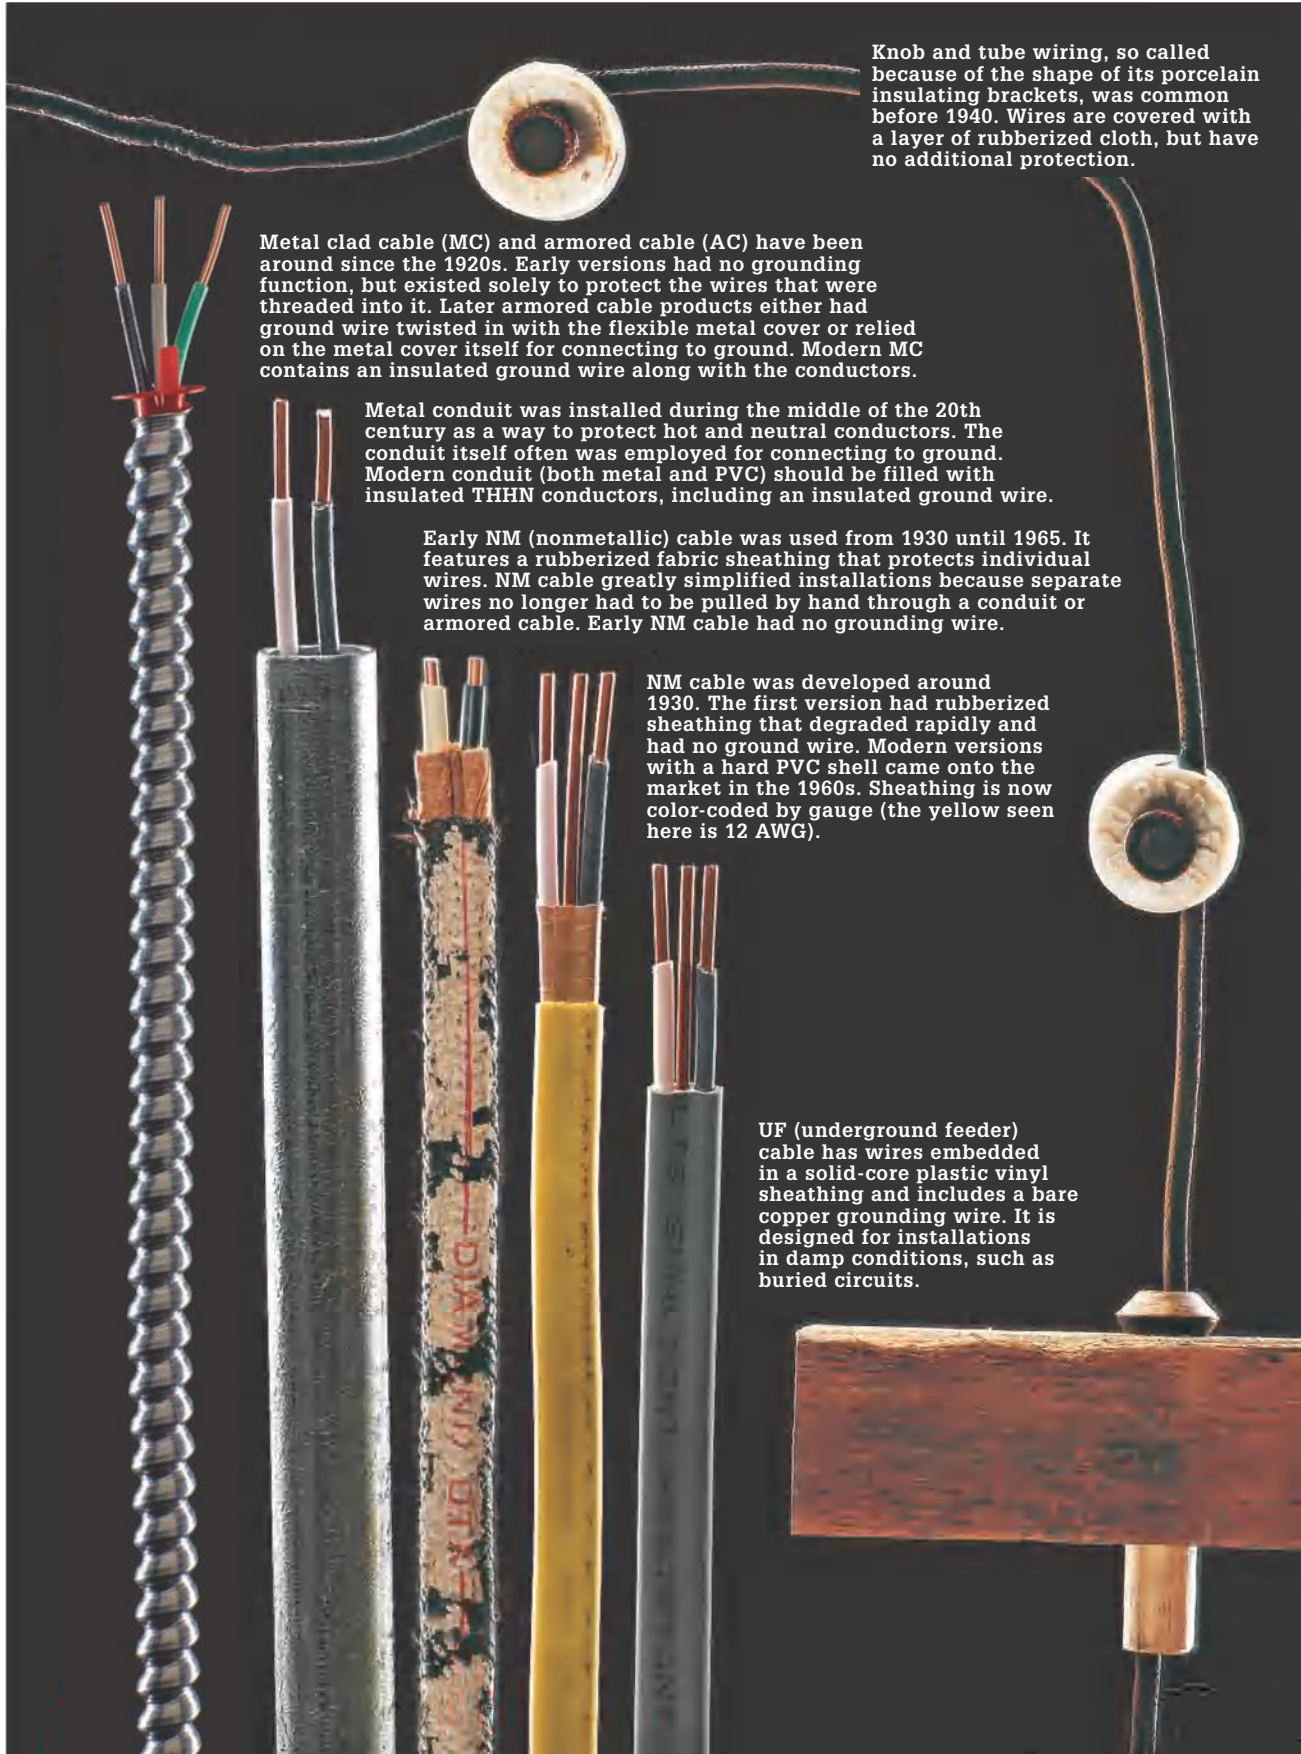 Knob and tube wiring, so called
because of the shape of its porcelain
insulating brackets, was common
before 1940. Wires are covered with
a layer of rubberized cloth, but have
no additional protection.
Metal clad cable (MC) and armored cable (AC) have been
around since the 1920s. Early versions had no grounding
function, but existed solely to protect the wires that were
threaded into it. Later armored cable products either had
ground wire twisted in with the flexible metal cover or relied
on the metal cover itself for connecting to ground. Modern MC
contains an insulated ground wire along with the conductors.
Metal conduit was installed during the middle of the 20th
century as a way to protect hot and neutral conductors. The
conduit itself often was employed for connecting to ground.
Modern conduit (both metal and PVC) should be filled with
insulated THHN conductors, including an insulated ground wire.
Early NM (nonmetallic) cable was used from 1930 until 1965. It
features a rubberized fabric sheathing that protects individual
wires. NM cable greatly simplified installations because separate
wires no longer had to be pulled by hand through a conduit or
armored cable. Early NM cable had no grounding wire.
NM cable was developed around
1930. The first version had rubberized
sheathing that degraded rapidly and
had no ground wire. Modern versions
with a hard PVC shell came onto the
market in the 1960s. Sheathing is now
color-coded by gauge (the yellow seen
here is 12 AWG).
UF (underground feeder)
cable has wires embedded
in a solid-core plastic vinyl
sheathing and includes a bare
copper grounding wire. It is
designed for installations
in damp conditions, such as
buried circuits.